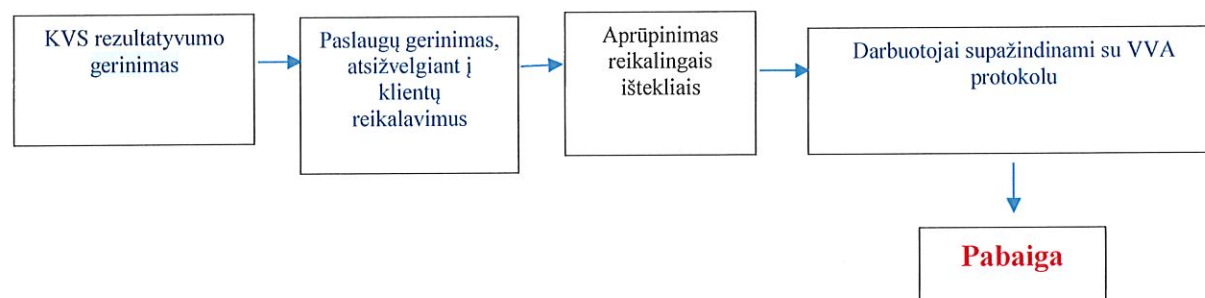 KVS rezultatyvumo
gerinimas
Paslaugų gerinimas,
atsižvelgiant į
klientų
reikalavimus
Aprūpinimas
reikalingais
ištekliais
Darbuotojai supažindinami su VVA
protokolu
Pabaiga